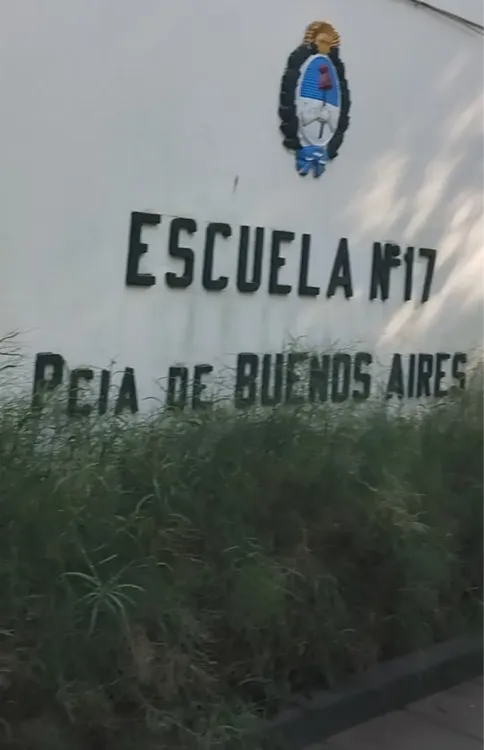 ESCUELA Nº17
PCIA DE BUENOS AIRES